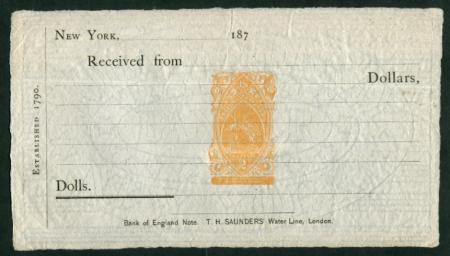 New York, 187
Received from
Dollars,
Established 1790.
Dolls.
Bank of England Note. T. H. SAUNDERS' Water Line, London.